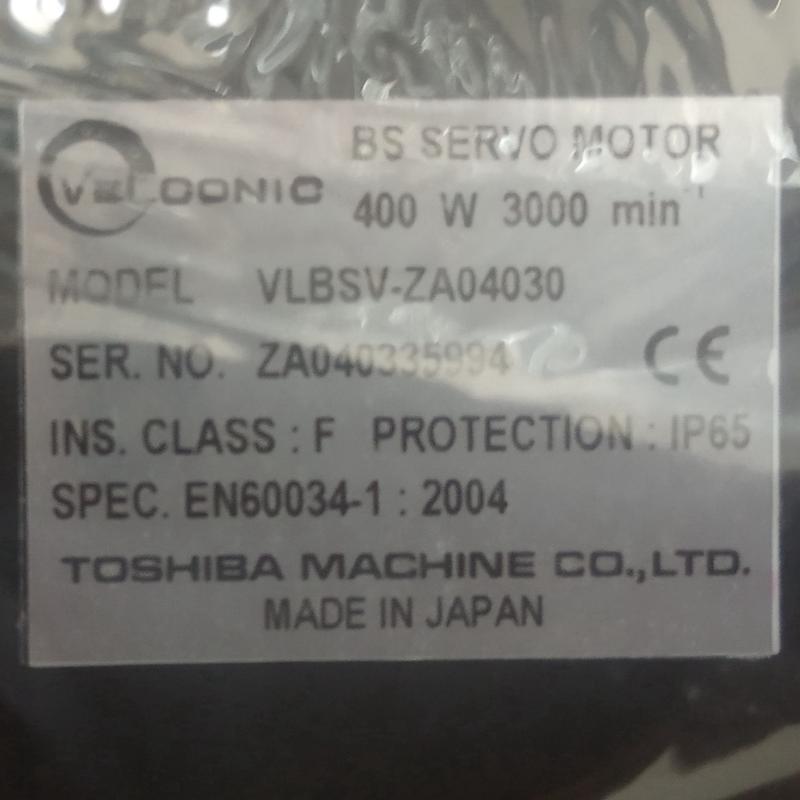 VELCONIC
BS SERVO MOTOR
400 W 3000 min⁻¹
MODEL VLBSV-ZA04030
SER. NO. ZA040335994
CE
INS. CLASS : F PROTECTION : IP65
SPEC. EN60034-1 : 2004
TOSHIBA MACHINE CO.,LTD.
MADE IN JAPAN